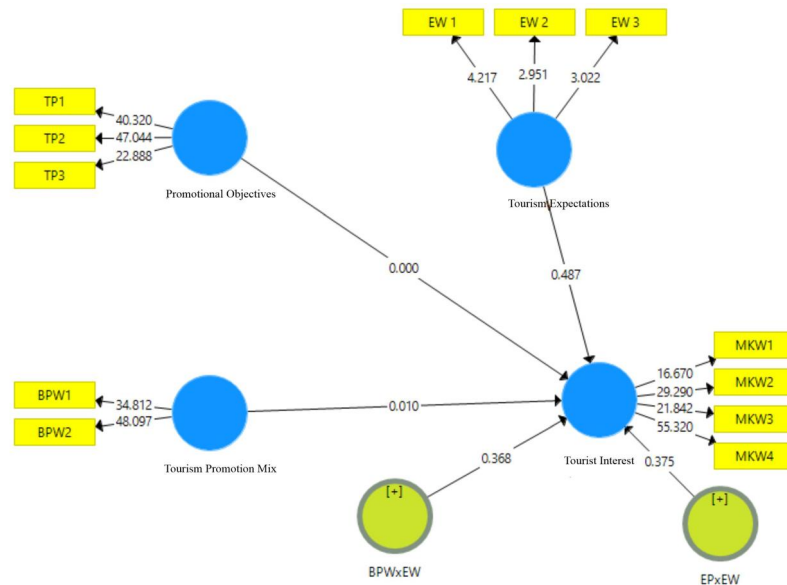 EW 1
EW 2
EW 3
4.217
2.951
3.022
TP1
TP2
TP3
40.320
47.044
22.888
Promotional Objectives
Tourism Expectations
0.000
0.487
BPW1
BPW2
34.812
48.097
Tourism Promotion Mix
0.010
MKW1
MKW2
MKW3
MKW4
16.670
29.290
21.842
55.320
Tourist Interest
0.368
0.375
[+]
BPWxEW
[+]
EPxEW